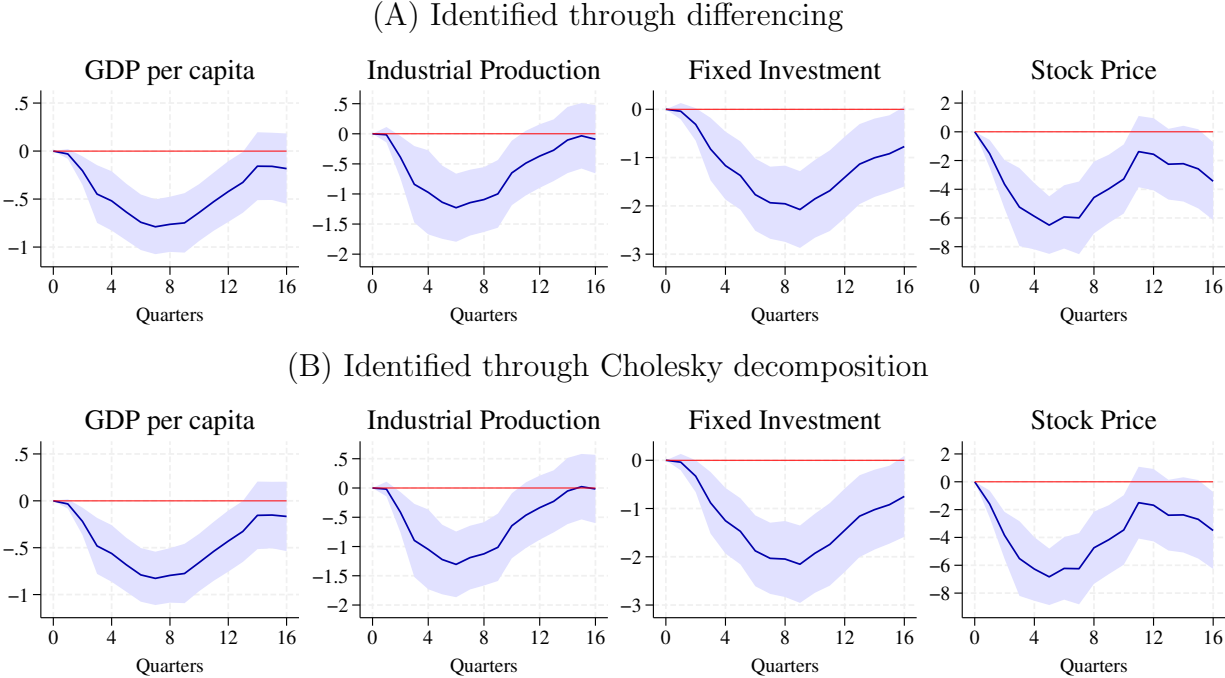 (A) Identified through differencing
GDP per capita
.5
0
−.5
−1
0 4 8 12 16
Quarters
Industrial Production
.5
0
−.5
−1
−1.5
−2
0 4 8 12 16
Quarters
Fixed Investment
0
−1
−2
−3
0 4 8 12 16
Quarters
Stock Price
2
0
−2
−4
−6
−8
0 4 8 12 16
Quarters
(B) Identified through Cholesky decomposition
GDP per capita
.5
0
−.5
−1
0 4 8 12 16
Quarters
Industrial Production
.5
0
−.5
−1
−1.5
−2
0 4 8 12 16
Quarters
Fixed Investment
0
−1
−2
−3
0 4 8 12 16
Quarters
Stock Price
2
0
−2
−4
−6
−8
0 4 8 12 16
Quarters